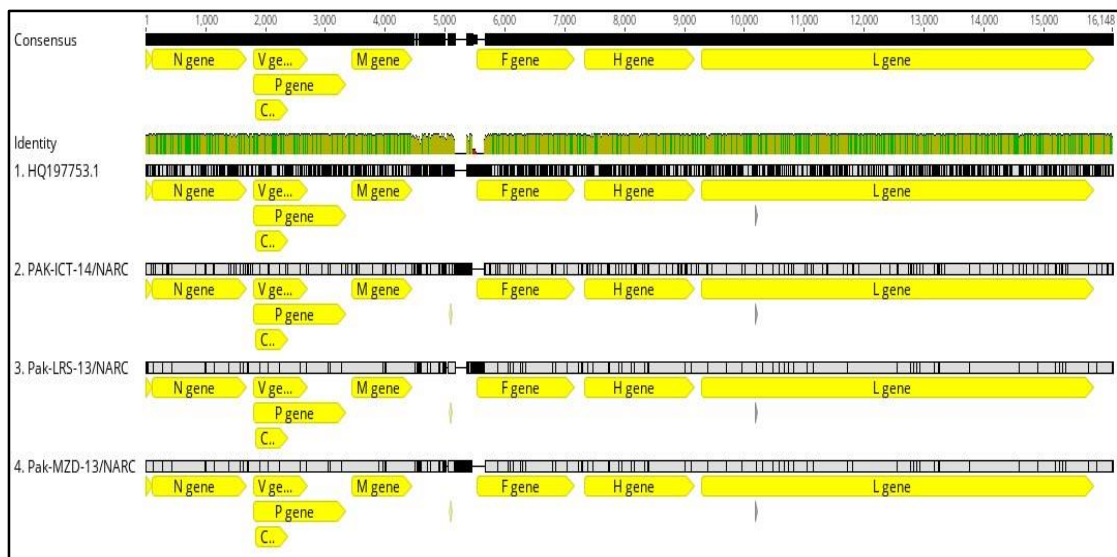 1 1,000 2,000 3,000 4,000 5,000 6,000 7,000 8,000 9,000 10,000 11,000 12,000 13,000 14,000 15,000 16,148
Consensus
N gene V ge... M gene F gene H gene L gene
P gene
C..
Identity
1. HQ197753.1
N gene V ge... M gene F gene H gene L gene
P gene
C..
2. PAK-ICT-14/NARC
N gene V ge... M gene F gene H gene L gene
P gene
C..
3. Pak-LRS-13/NARC
N gene V ge... M gene F gene H gene L gene
P gene
C..
4. Pak-MZD-13/NARC
N gene V ge... M gene F gene H gene L gene
P gene
C..